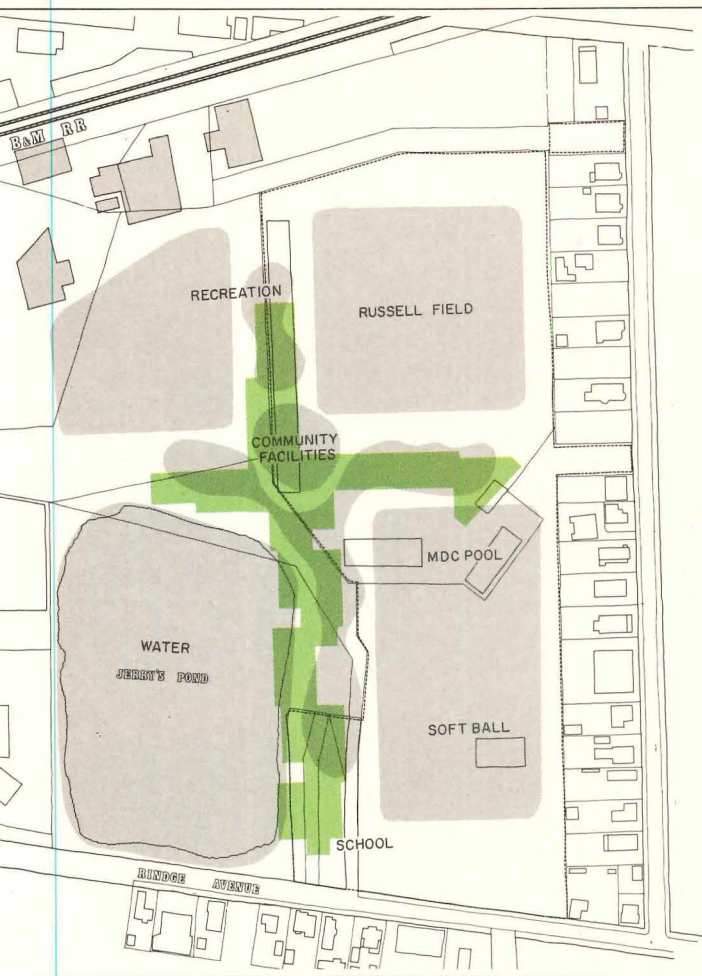 B&M RR
RECREATION
RUSSELL FIELD
COMMUNITY
FACILITIES
MDC POOL
WATER
JERRY'S POND
SOFT BALL
SCHOOL
RINDGE AVENUE